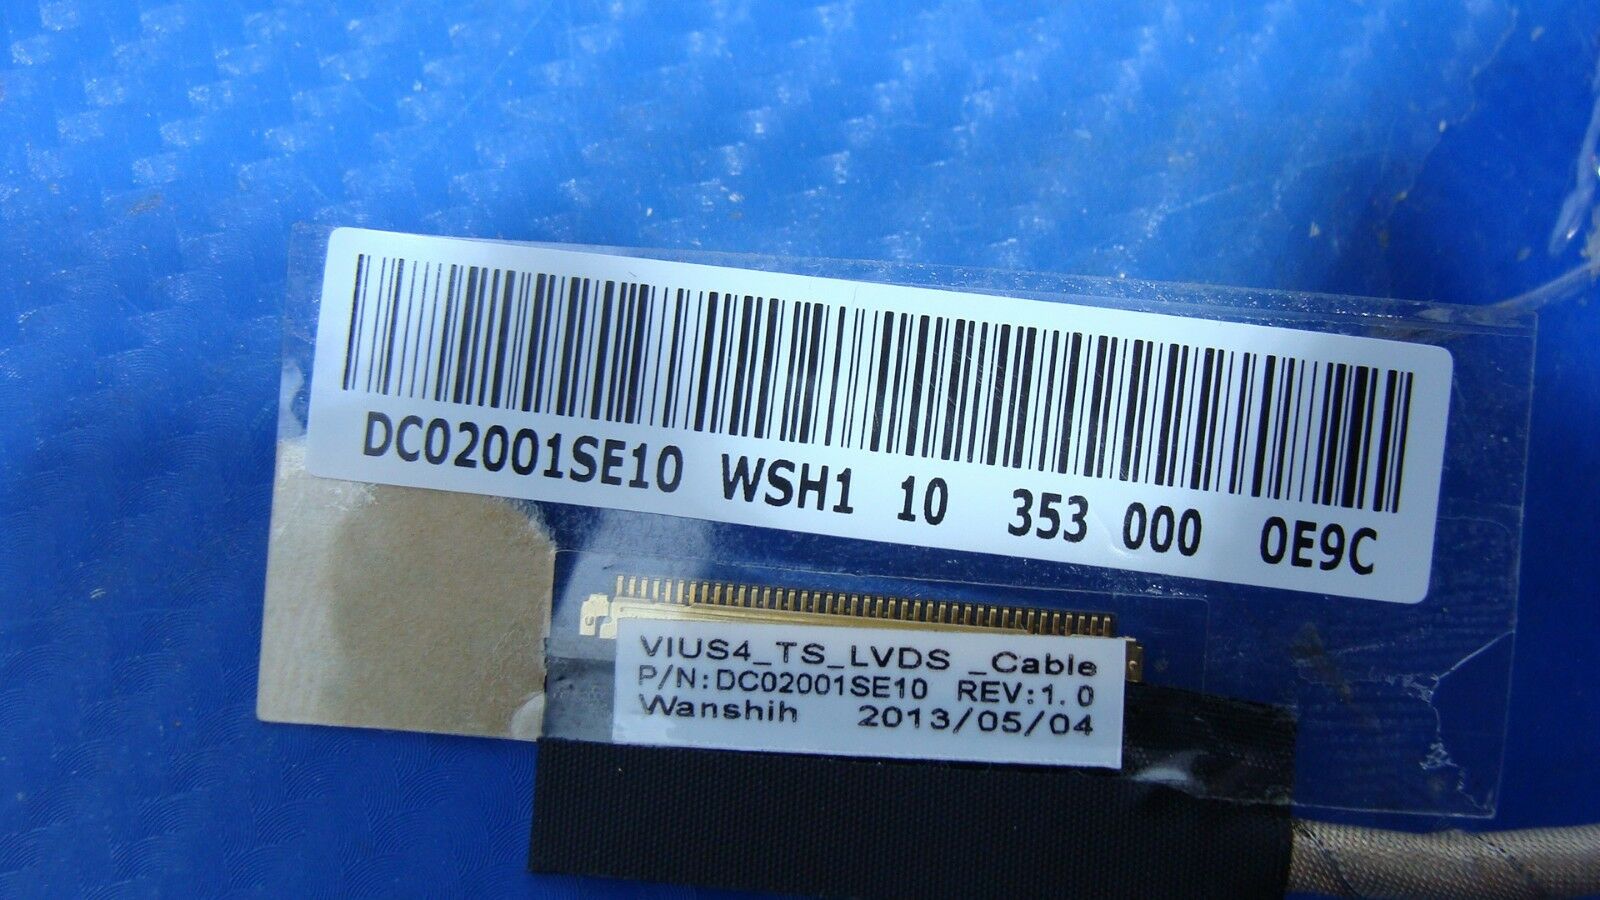 DC02001SE10 WSH1 10 353 000 0E9C
VIUS4_TS_LVDS _Cable
P/N:DC02001SE10 REV:1.0
Wanshih 2013/05/04